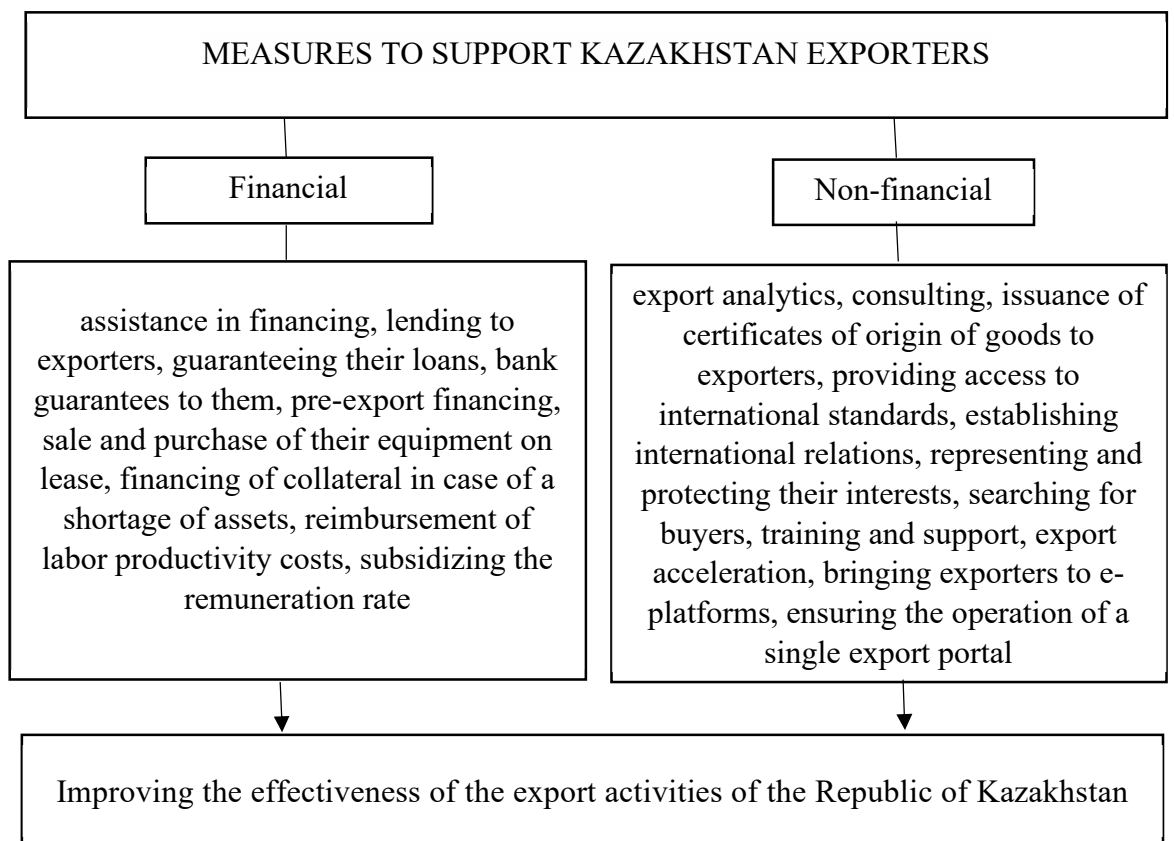 MEASURES TO SUPPORT KAZAKHSTAN EXPORTERS
Financial
Non-financial
assistance in financing, lending to
exporters, guaranteeing their loans, bank
guarantees to them, pre-export financing,
sale and purchase of their equipment on
lease, financing of collateral in case of a
shortage of assets, reimbursement of
labor productivity costs, subsidizing the
remuneration rate
export analytics, consulting, issuance of
certificates of origin of goods to
exporters, providing access to
international standards, establishing
international relations, representing and
protecting their interests, searching for
buyers, training and support, export
acceleration, bringing exporters to e-
platforms, ensuring the operation of a
single export portal
Improving the effectiveness of the export activities of the Republic of Kazakhstan